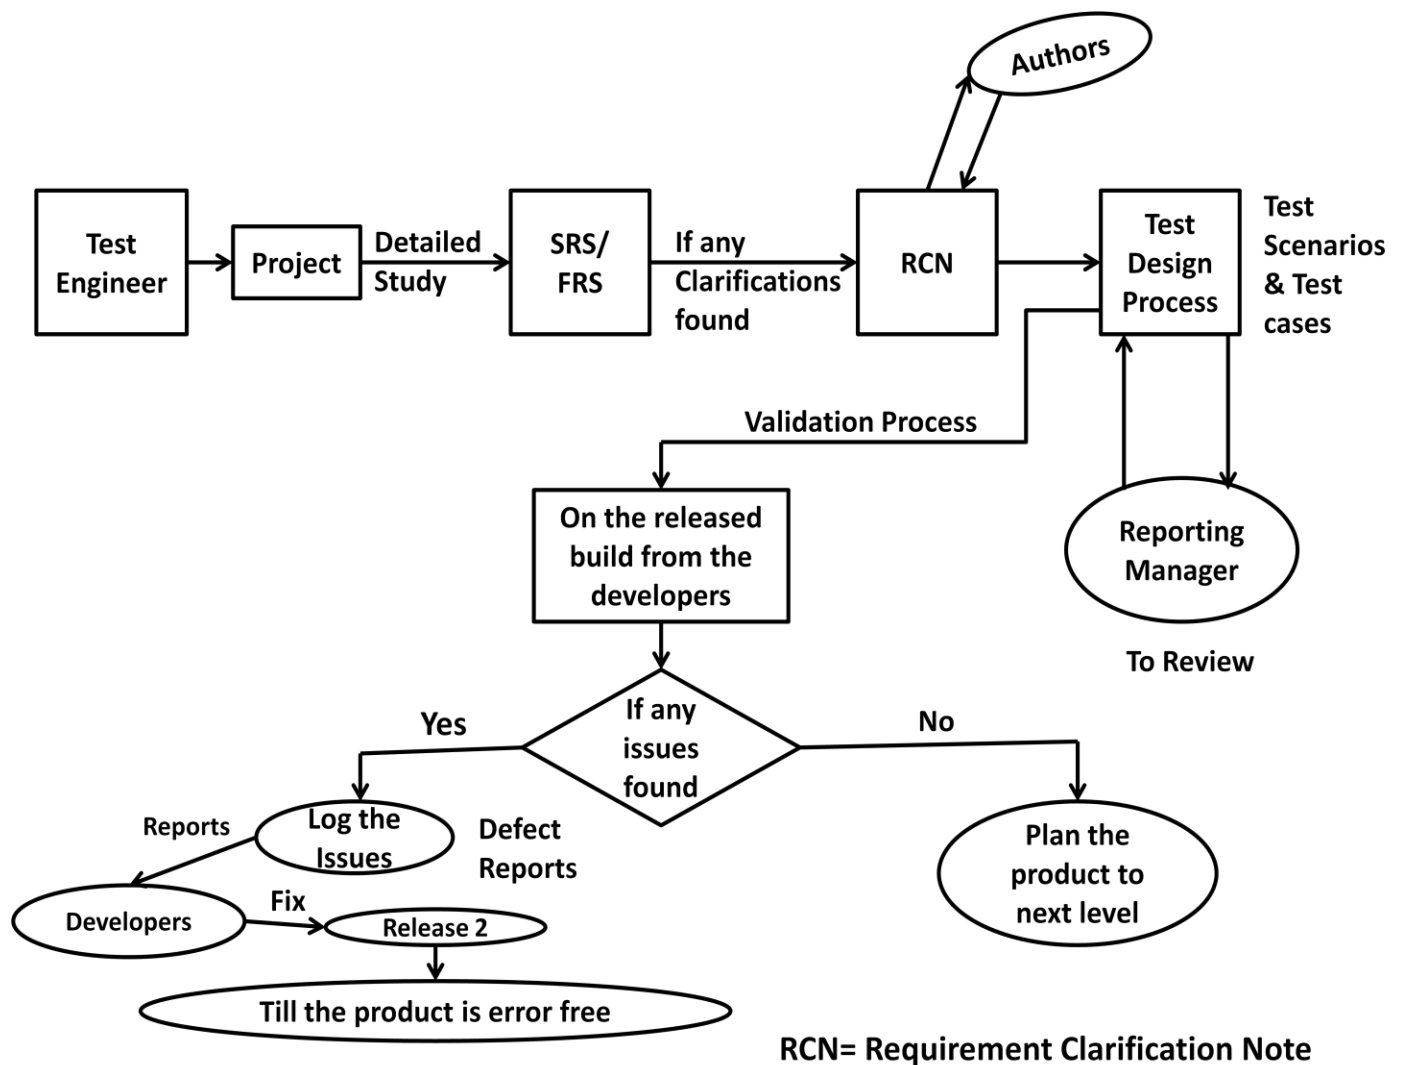 Authors
Test
Engineer
Project
Detailed
Study
SRS/
FRS
If any
Clarifications
found
RCN
Test
Design
Process
Test
Scenarios
& Test
cases
Validation Process
On the released
build from the
developers
Reporting
Manager
To Review
If any
issues
found
Yes
No
Log the
Issues
Defect
Reports
Reports
Developers
Fix
Release 2
Till the product is error free
Plan the
product to
next level
RCN= Requirement Clarification Note